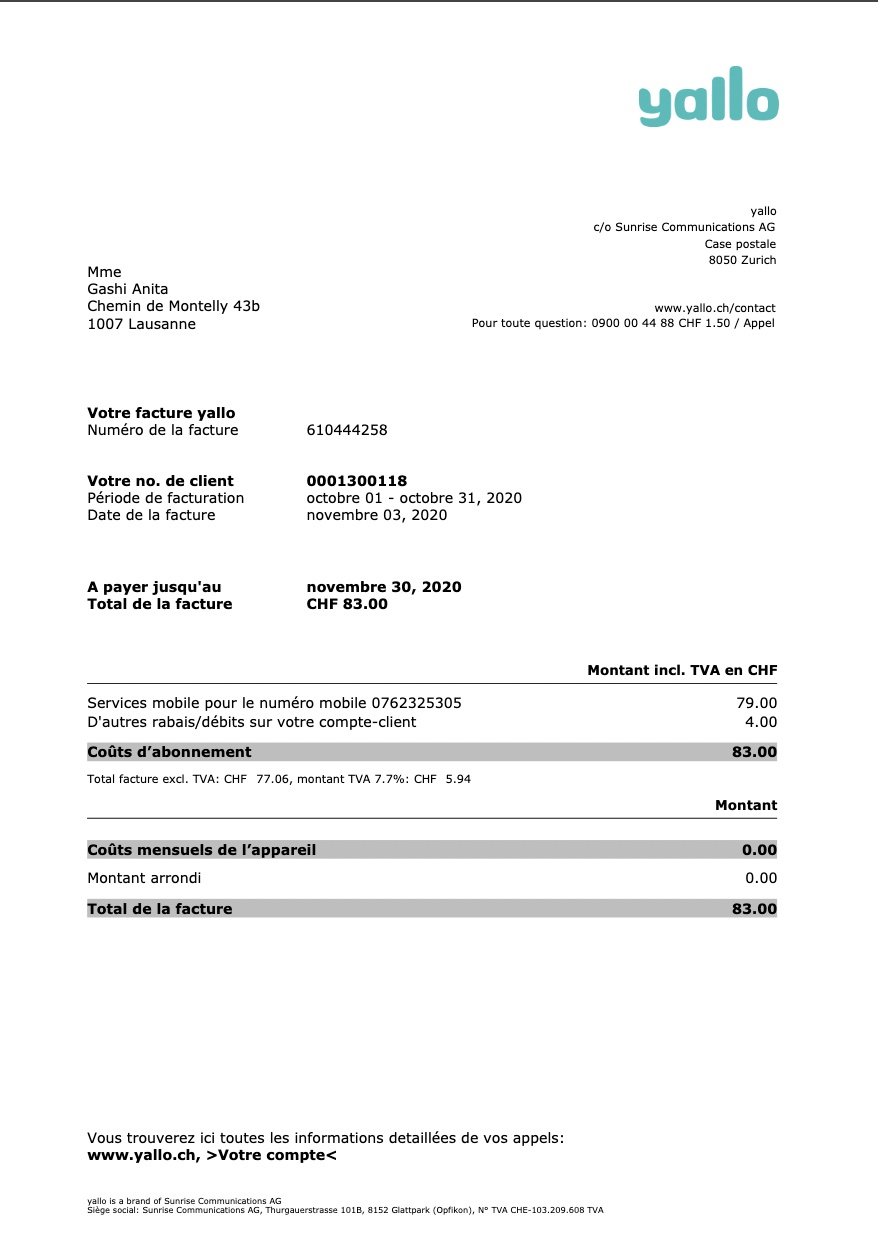 yallo
yallo
c/o Sunrise Communications AG
Case postale
8050 Zurich
Mme
Gashi Anita
Chemin de Montelly 43b
1007 Lausanne
www.yallo.ch/contact
Pour toute question: 0900 00 44 88 CHF 1.50 / Appel
Votre facture yallo
Numéro de la facture 610444258
Votre no. de client 0001300118
Période de facturation octobre 01 - octobre 31, 2020
Date de la facture novembre 03, 2020
A payer jusqu'au novembre 30, 2020
Total de la facture CHF 83.00
Montant incl. TVA en CHF
Services mobile pour le numéro mobile 0762325305 79.00
D'autres rabais/débits sur votre compte-client 4.00
Coûts d’abonnement 83.00
Total facture excl. TVA: CHF 77.06, montant TVA 7.7%: CHF 5.94
Montant
Coûts mensuels de l’appareil 0.00
Montant arrondi 0.00
Total de la facture 83.00
Vous trouverez ici toutes les informations detaillées de vos appels:
www.yallo.ch, >Votre compte<
yallo is a brand of Sunrise Communications AG
Siège social: Sunrise Communications AG, Thurgauerstrasse 101B, 8152 Glattpark (Opfikon), N° TVA CHE-103.209.608 TVA